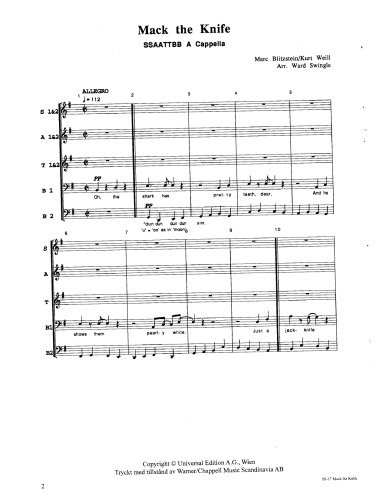 Mack the Knife
SSAATTBB A Cappella
Marc Blitzstein/Kurt Weill
Arr. Ward Swingle
ALLEGRO
♩=112
1 2 3 4 5
S 1&2
A 1&2
T 1&2
B 1
pp
Oh, the shark has pretty teeth, dear, And he
B 2
pp
"dun dun dun dun sim.
"u" = "oo" as in "moon"
6 7 8 9 10
S
A
T
B1
shows them pearl-y white. Just a jack- knife
B2
Copyright © Universal Edition A.G., Wien
Tryckt med tillstånd av Warner/Chappell Music Scandinavia AB
2
SS-17 Mack the Knife